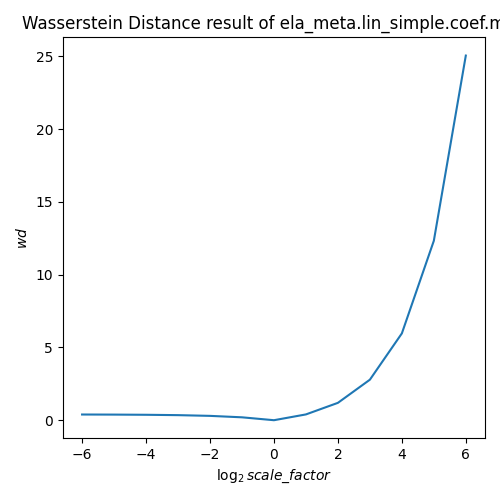 Wasserstein Distance result of ela_meta.lin_simple.coef.m
25
20
15
10
5
0
wd
−6 −4 −2 0 2 4 6
log₂ scale_factor